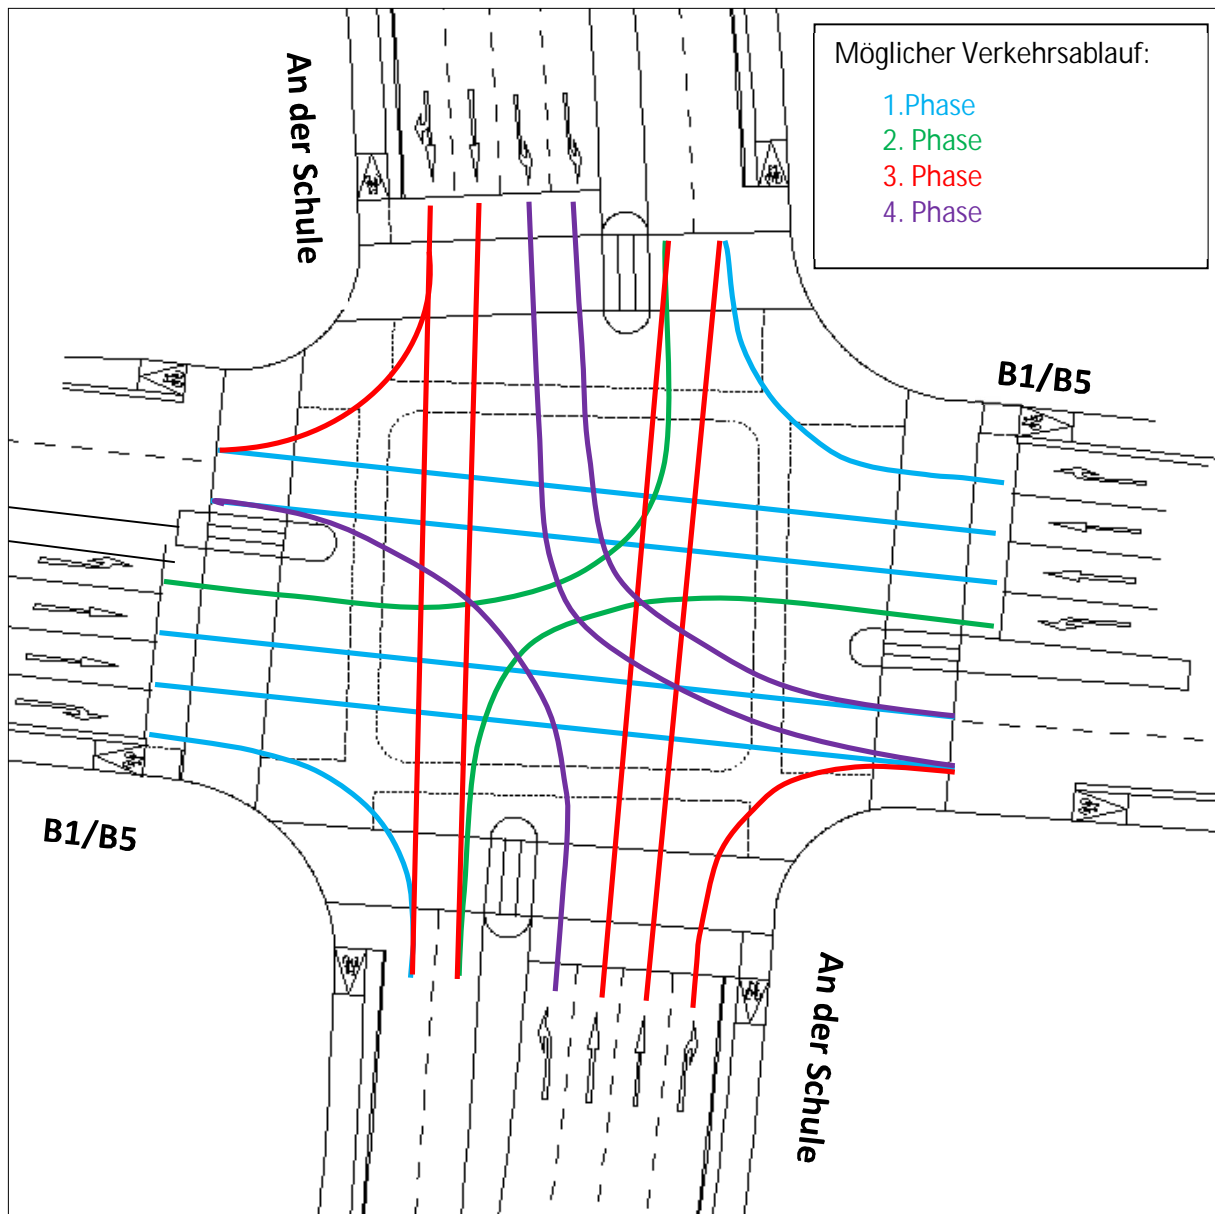 Möglicher Verkehrsablauf:
1.Phase
2. Phase
3. Phase
4. Phase
An der Schule
B1/B5
B1/B5
An der Schule